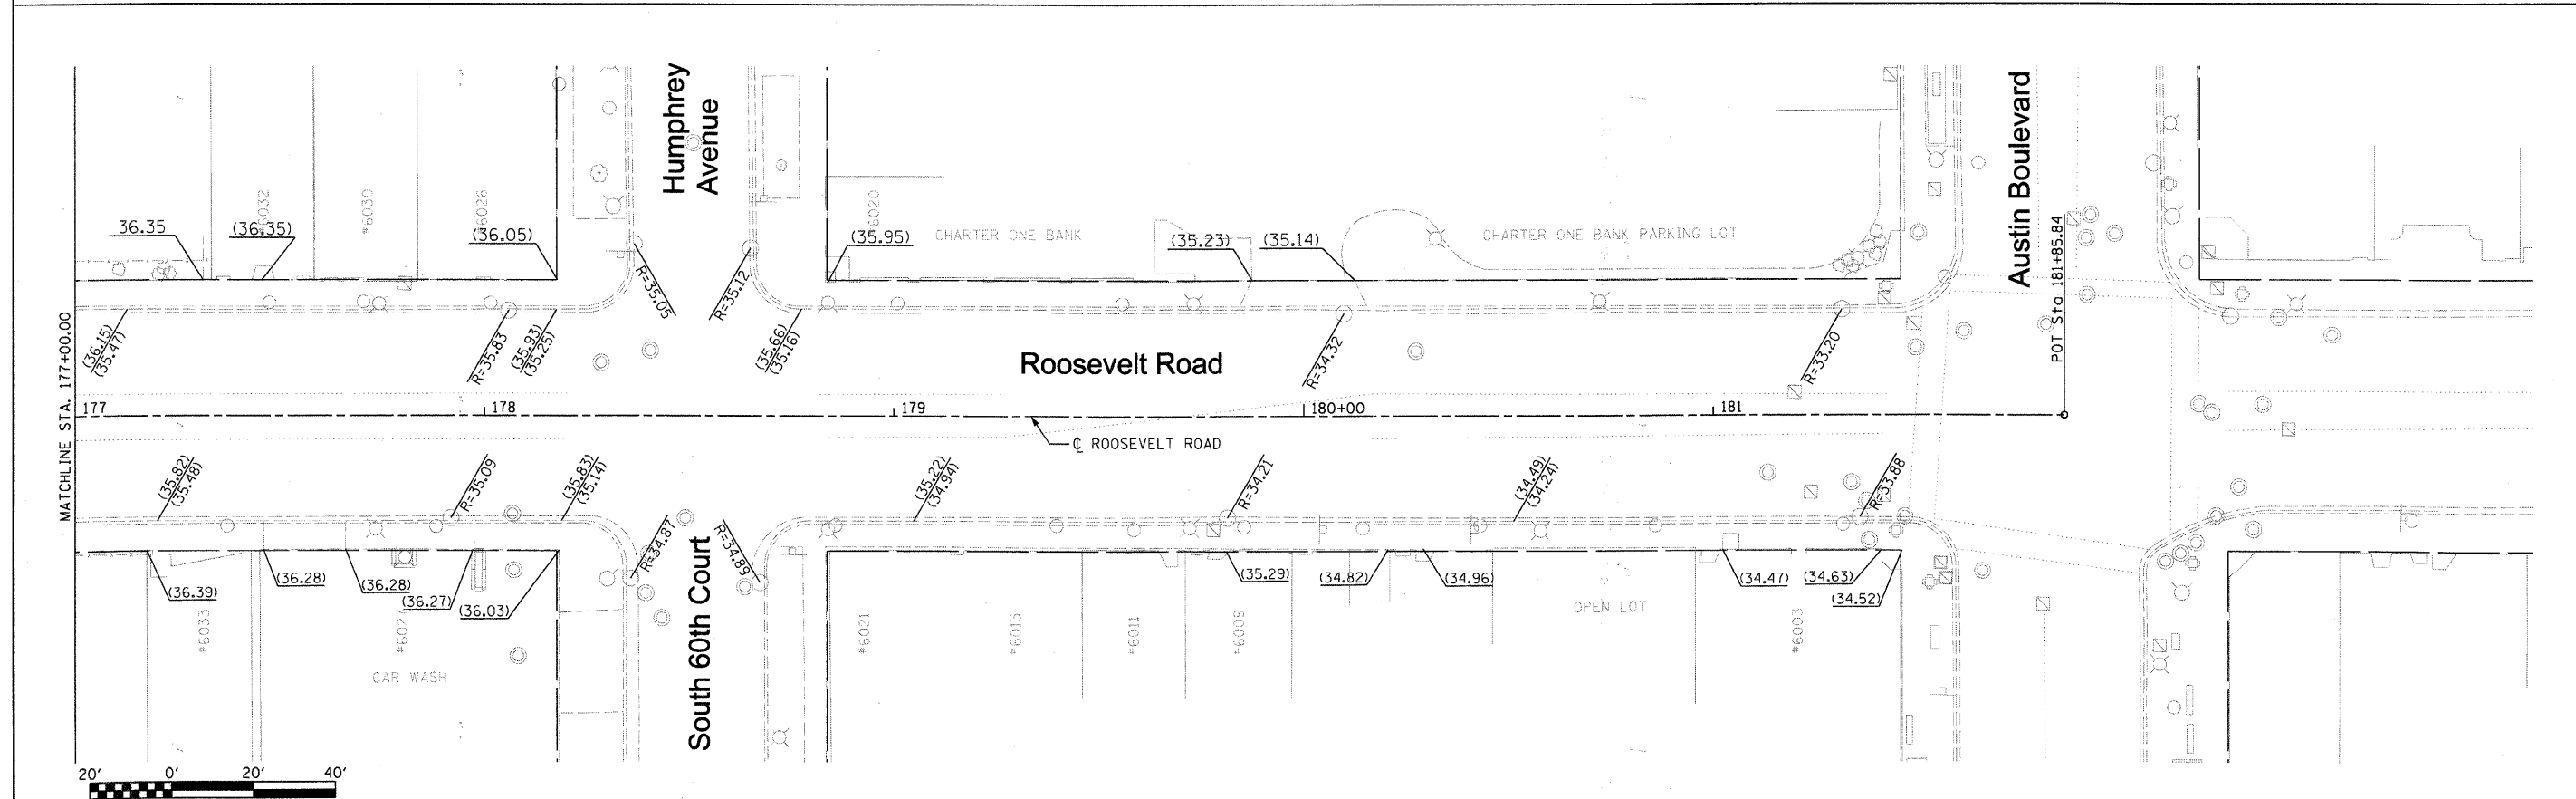 Humphrey
Avenue
Austin Boulevard
36.35
#6032
(36.35)
#6030
#6026
(36.05)
#6020
(35.95)
CHARTER ONE BANK
(35.23)
(35.14)
CHARTER ONE BANK PARKING LOT
POT Sta 181+85.84
R=35.05
R=35.12
(36.15)
(35.47)
R=35.83
(35.93)
(35.25)
(35.66)
(35.16)
Roosevelt Road
R=34.32
R=33.20
MATCHLINE STA. 177+00.00
177
178
179
180+00
181
℄ ROOSEVELT ROAD
(35.82)
(35.48)
R=35.09
(35.83)
(35.14)
(35.22)
(34.94)
R=34.21
(34.49)
(34.24)
R=33.88
R=34.87
R=34.89
(36.39)
(36.28)
(36.28)
(36.27)
(36.03)
(35.29)
(34.82)
(34.96)
(34.47)
(34.63)
(34.52)
#6033
#6027
#6021
#6013
#6011
#6009
OPEN LOT
#6003
CAR WASH
South 60th Court
20'
0'
20'
40'